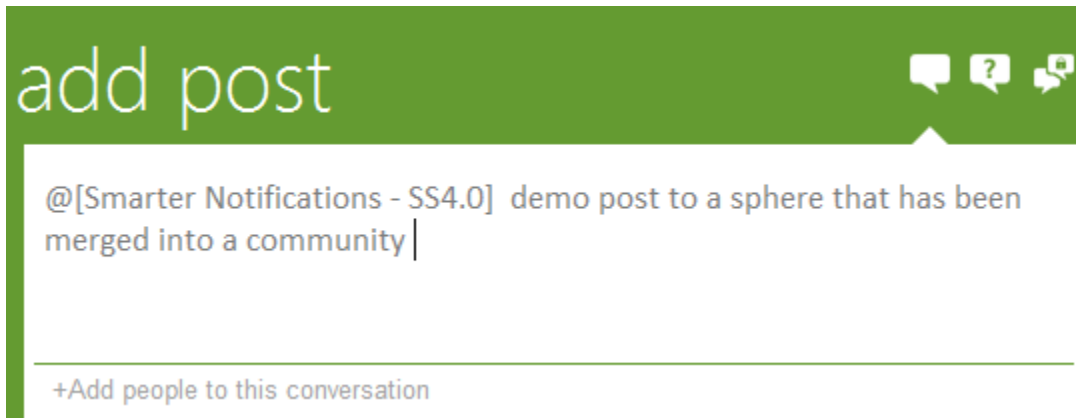 add post
?
@[Smarter Notifications - SS4.0]  demo post to a sphere that has been
merged into a community
+Add people to this conversation